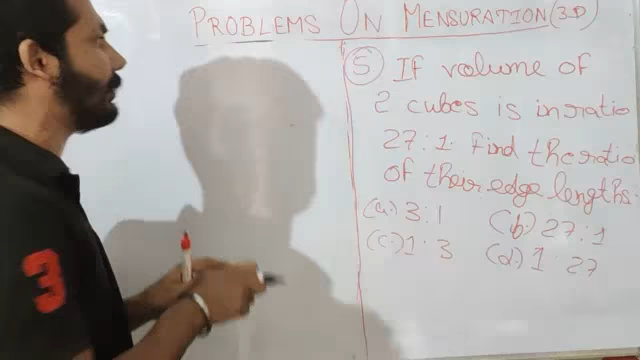 PROBLEMS ON MENSURATION (3D)
5 If volume of
2 cubes is in ratio
27:1. Find the ratio
of their edge lengths.
(a.) 3:1 (b.) 27:1
(c.) 1:3 (d.) 1:27
3